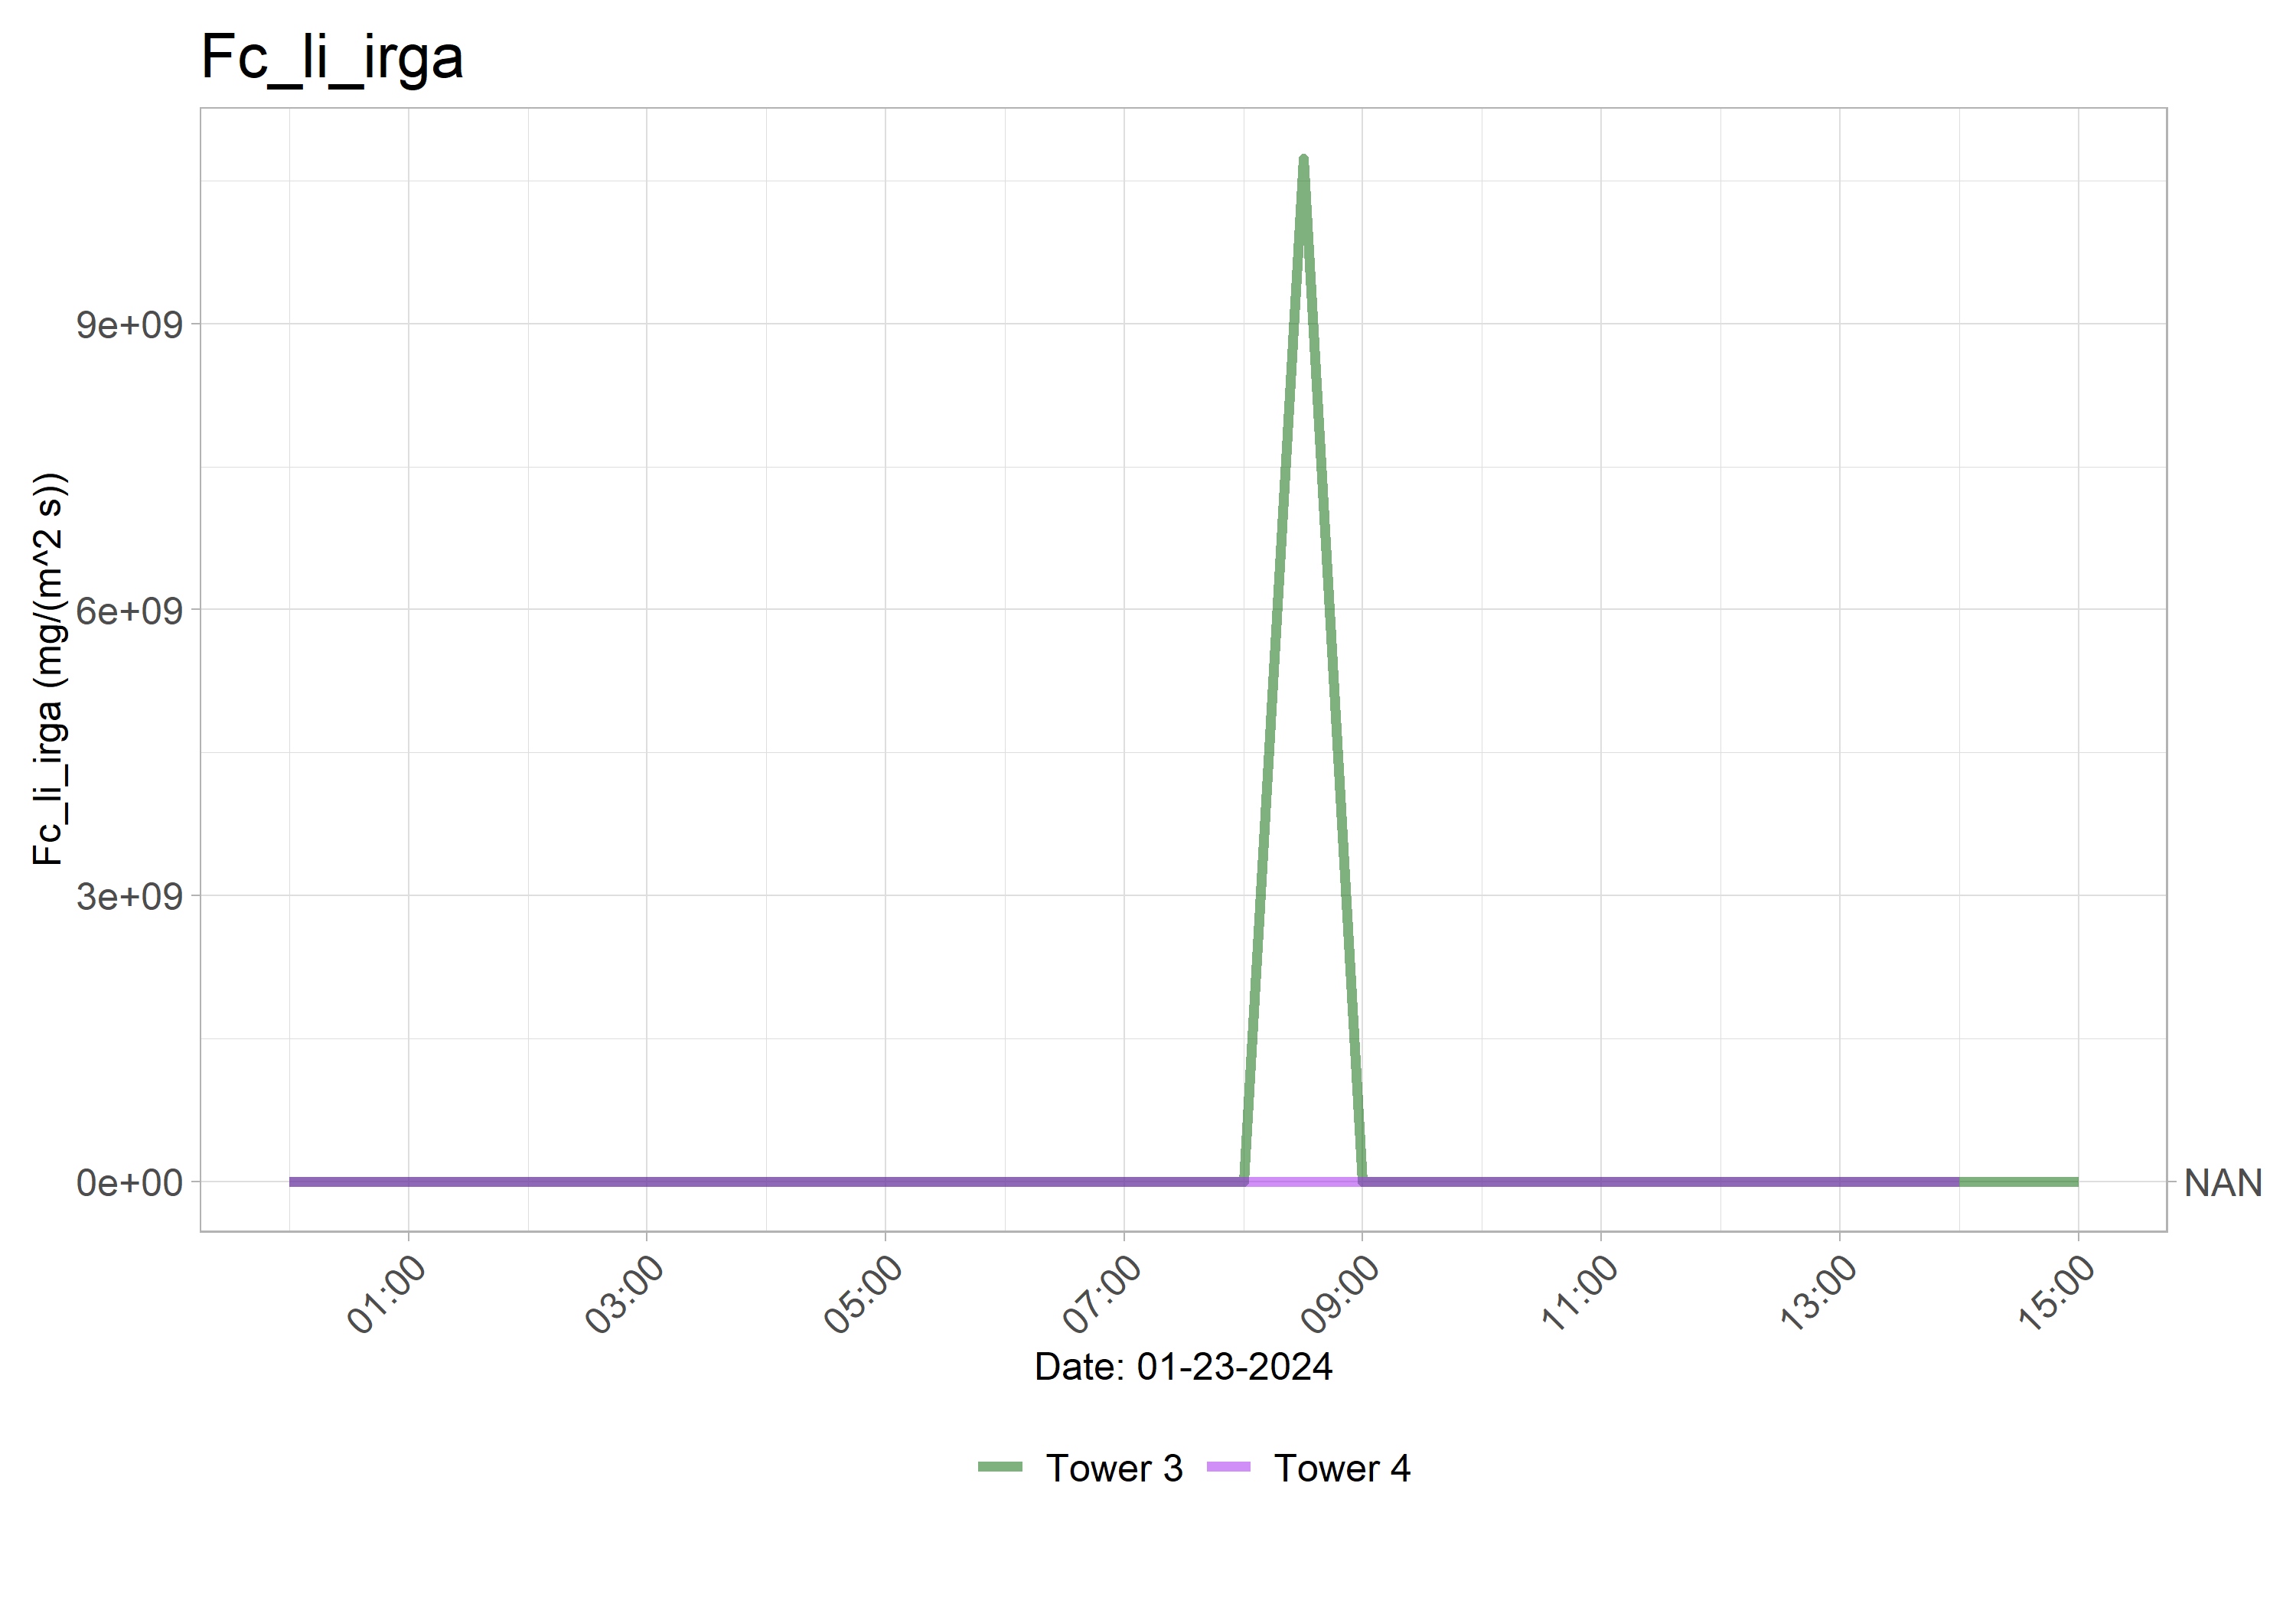 Fc_li_irga
Fc_li_irga (mg/(m^2 s))
9e+09
6e+09
3e+09
0e+00
NAN
01:00 03:00 05:00 07:00 09:00 11:00 13:00 15:00
Date: 01-23-2024
Tower 3 Tower 4